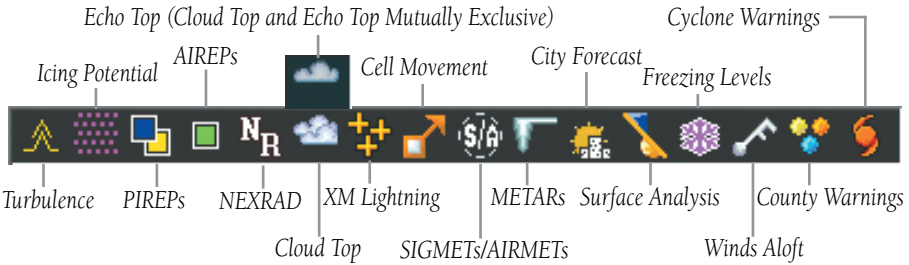 Echo Top (Cloud Top and Echo Top Mutually Exclusive)
Cyclone Warnings
AIREPs
City Forecast
Icing Potential
Cell Movement
Freezing Levels
N
R
S/A
Turbulence
PIREPs
NEXRAD
XM Lightning
METARs
Surface Analysis
County Warnings
Cloud Top
SIGMETs/AIRMETs
Winds Aloft